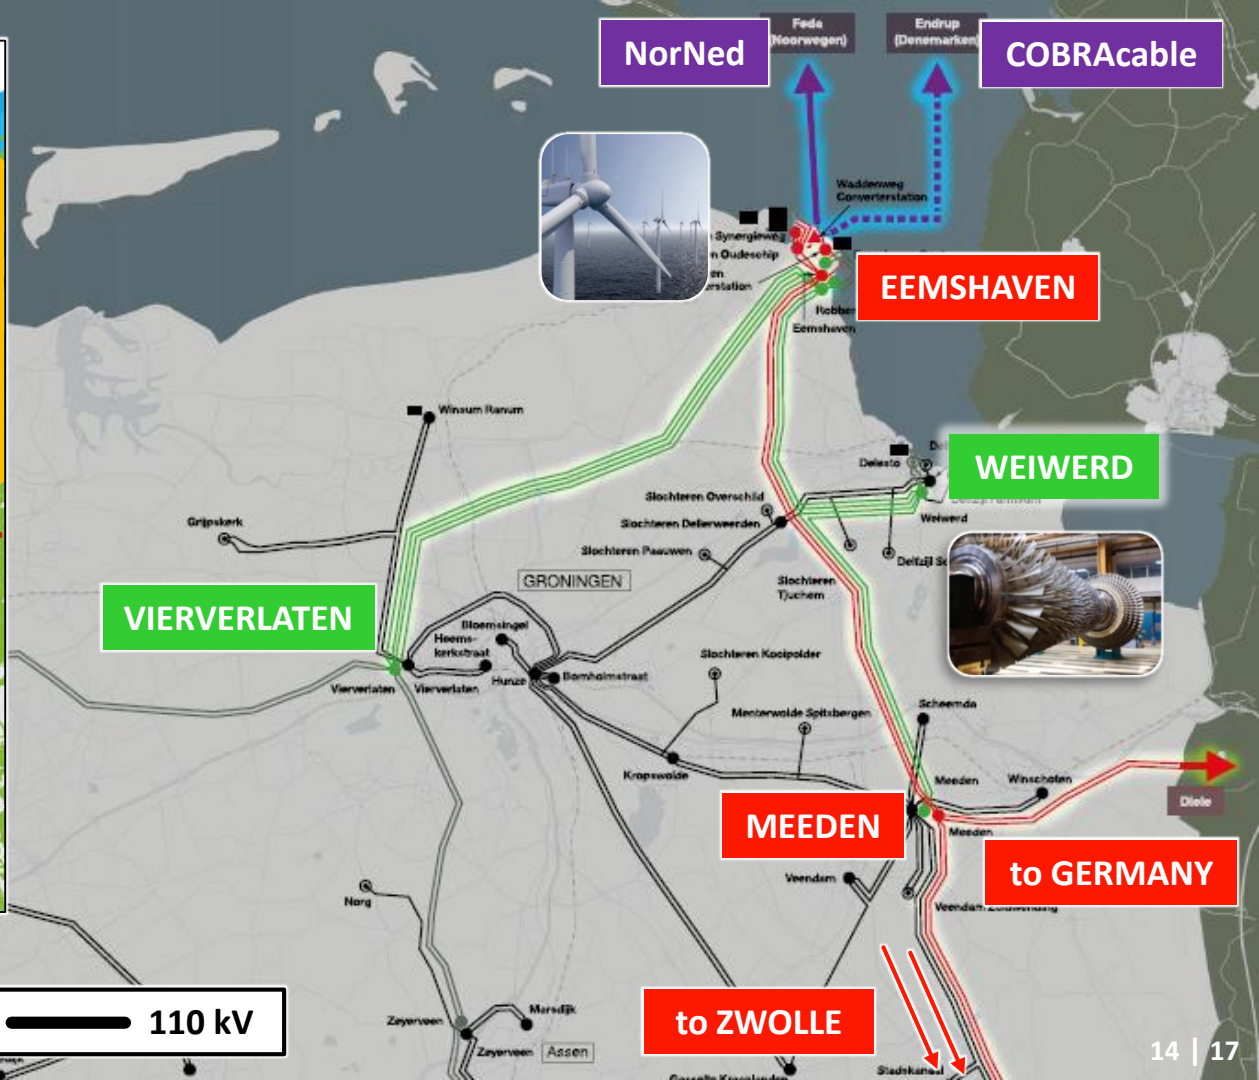 NorNed
Feda
(Noorwegen)
Endrup
(Denemarken)
COBRAcable
Waddenweg
Converterstation
Synergieweg
Oudeschip
EEMSHAVEN
Eemshaven
Winsum Ranum
WEIWERD
Delesto
Slochteren Overschild
Grijpskerk
Slochteren Delierweerden
Weiwerd
Slochteren Paauwen
Delfzijl
GRONINGEN
Slochteren
Tjuchem
VIERVERLATEN
Bloemsingel
Heems-
kerkstraat
Slochteren Kooipolder
Vierverlaten
Vierverlaten
Hunze
Bornholmstraat
Menterwolde Spitsbergen
Scheemda
Kropswolde
Meeden
Winschoten
Diele
MEEDEN
Meeden
to GERMANY
Veendam
Norg
110 kV
to ZWOLLE
Marsdijk
Zeyerveen
Zeyerveen
Assen
14 | 17
Stadskanaal